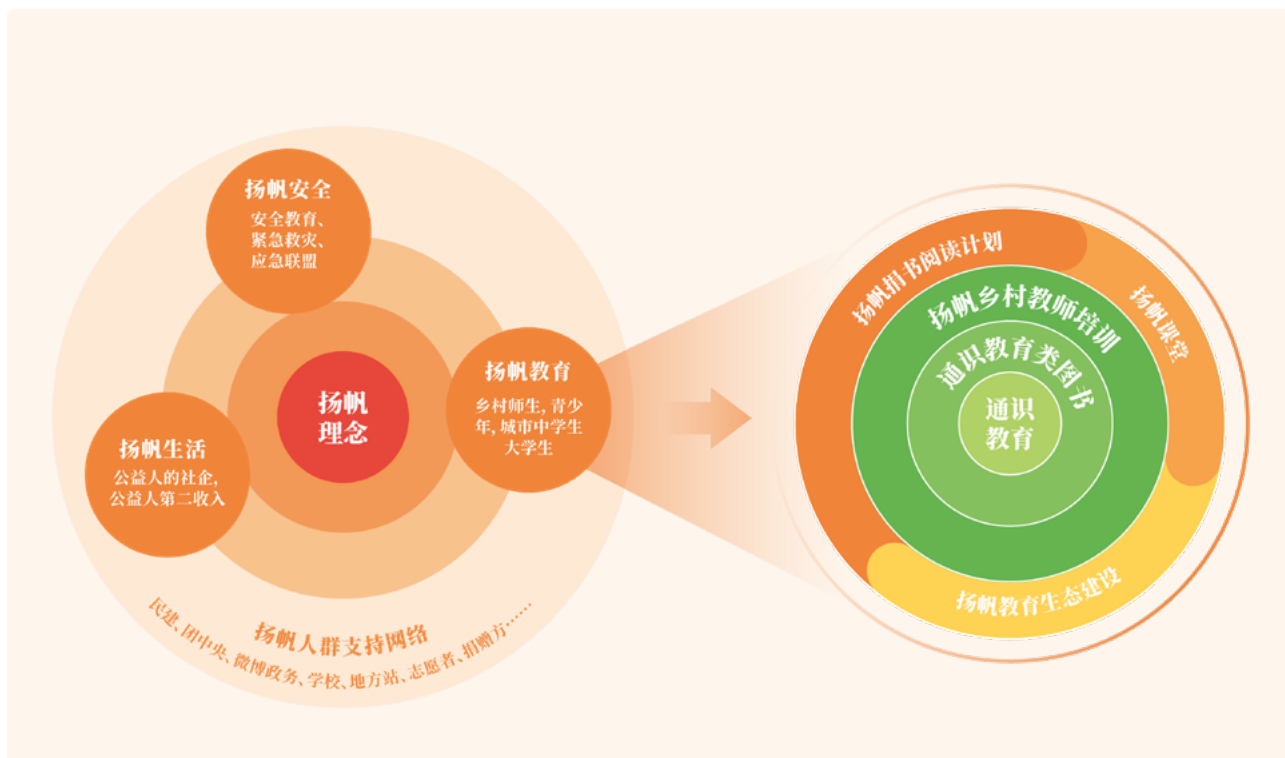 扬帆安全
安全教育、
紧急救灾、
应急联盟
扬帆
理念
扬帆教育
乡村师生, 青少
年, 城市中学生
大学生
扬帆生活
公益人的社企,
公益人第二收入
扬帆人群支持网络
民建、团中央、微博政务、学校、地方站、志愿者、捐赠方……
扬帆捐书阅读计划
扬帆课堂
扬帆乡村教师培训
通识教育类图书
通识
教育
扬帆教育生态建设